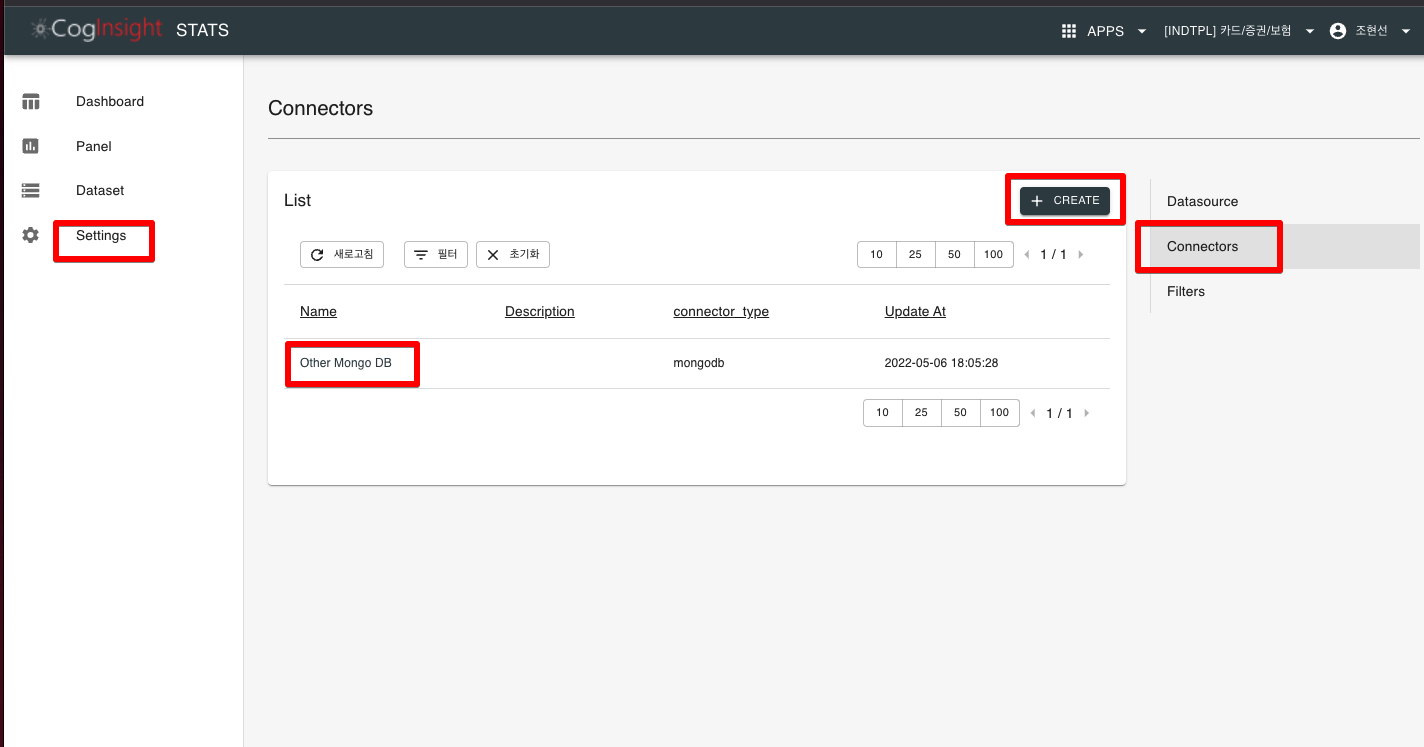 CogInsight STATS
APPS
[INDTPL] 카드/증권/보험
조현선
Dashboard
Panel
Dataset
Settings
Connectors
List
+ CREATE
새로고침
필터
초기화
10 25 50 100 1 / 1
Name Description connector_type Update At
Other Mongo DB mongodb 2022-05-06 18:05:28
10 25 50 100 1 / 1
Datasource
Connectors
Filters